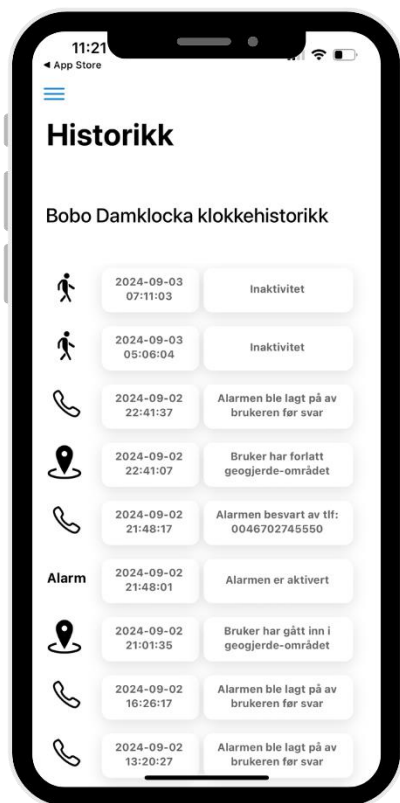 11:21
◀ App Store
Historikk
Bobo Damklocka klokkehistorikk
2024-09-03
07:11:03
Inaktivitet
2024-09-03
05:06:04
Inaktivitet
2024-09-02
22:41:37
Alarmen ble lagt på av
brukeren før svar
2024-09-02
22:41:07
Bruker har forlatt
geogjerde-området
2024-09-02
21:48:17
Alarmen besvart av tlf:
0046702745550
Alarm
2024-09-02
21:48:01
Alarmen er aktivert
2024-09-02
21:01:35
Bruker har gått inn i
geogjerde-området
2024-09-02
16:26:17
Alarmen ble lagt på av
brukeren før svar
2024-09-02
13:20:27
Alarmen ble lagt på av
brukeren før svar